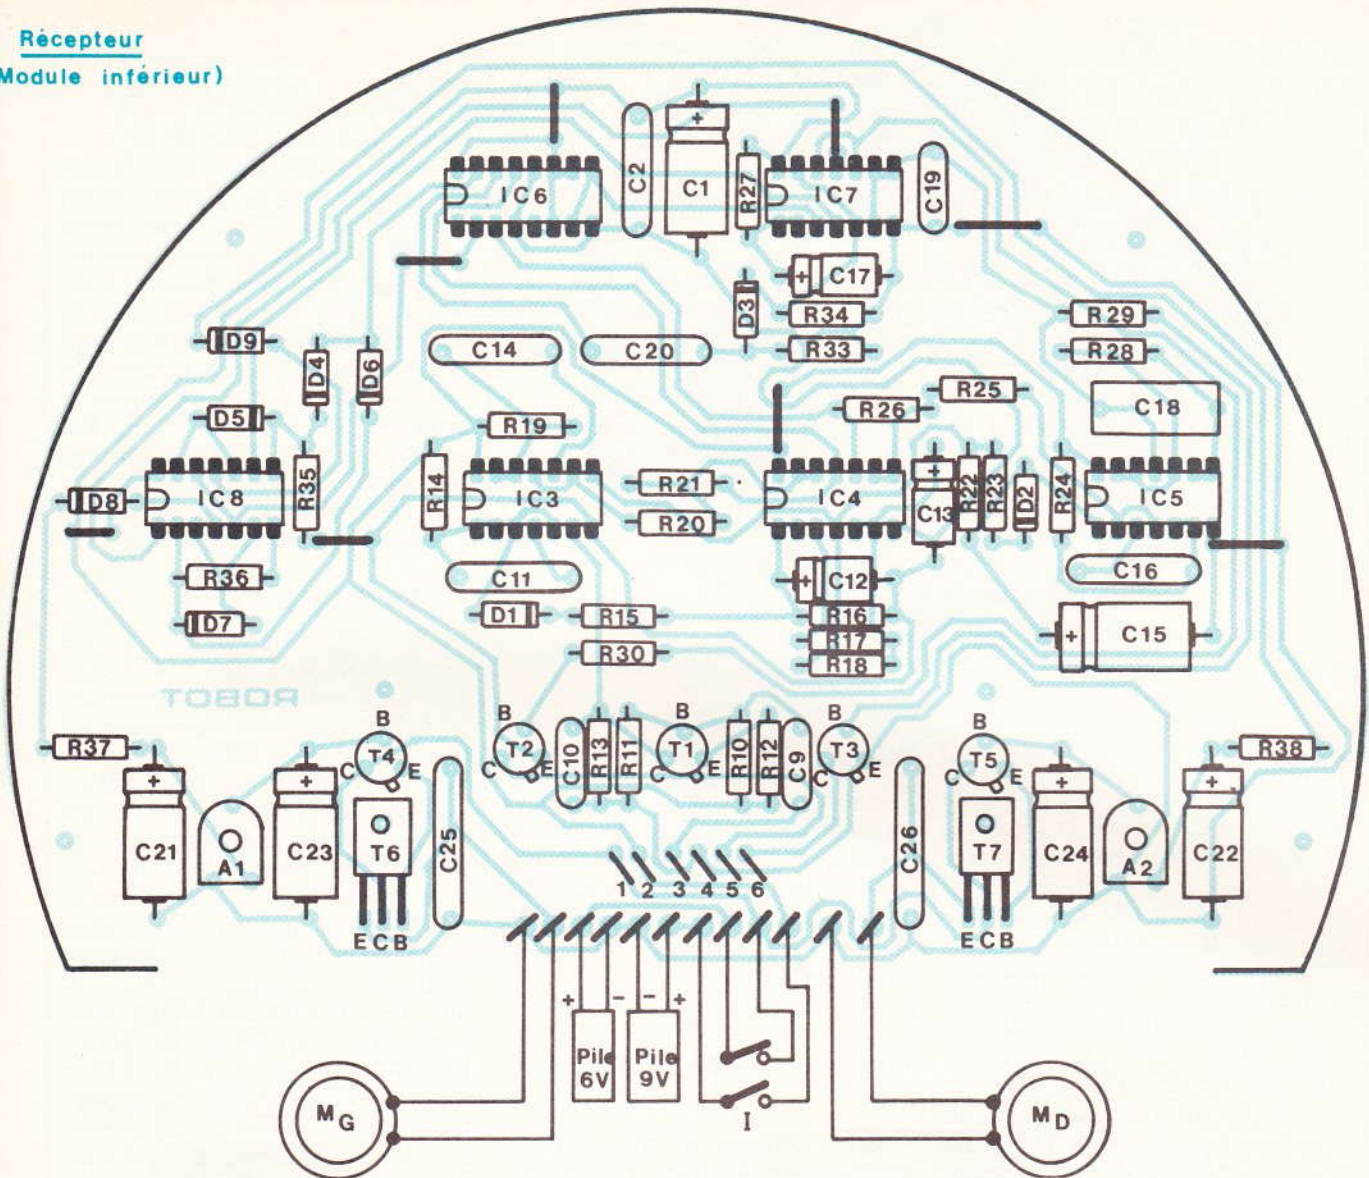 Récepteur
Module inférieur)
IC6
C2
C1
R27
IC7
C19
C17
D3
R34
R33
R29
R28
D9
D4
D6
C14
C20
D5
R19
R26
R25
C18
D8
IC8
R35
R14
IC3
R21
R20
IC4
C13
R22
R23
D2
R24
IC5
R36
D7
C11
D1
R15
R30
C12
R16
R17
R18
C16
C15
ROBOT
R37
B
T4
C E
B
T2
C E
C10
R13
R11
B
T1
C E
R10
R12
C9
B
T3
C E
B
T5
C E
R38
C21
A1
C23
T6
C25
C26
T7
C24
A2
C22
1 2 3 4 5 6
E C B
E C B
+ - - +
Pile 6V
Pile 9V
I
MG
MD